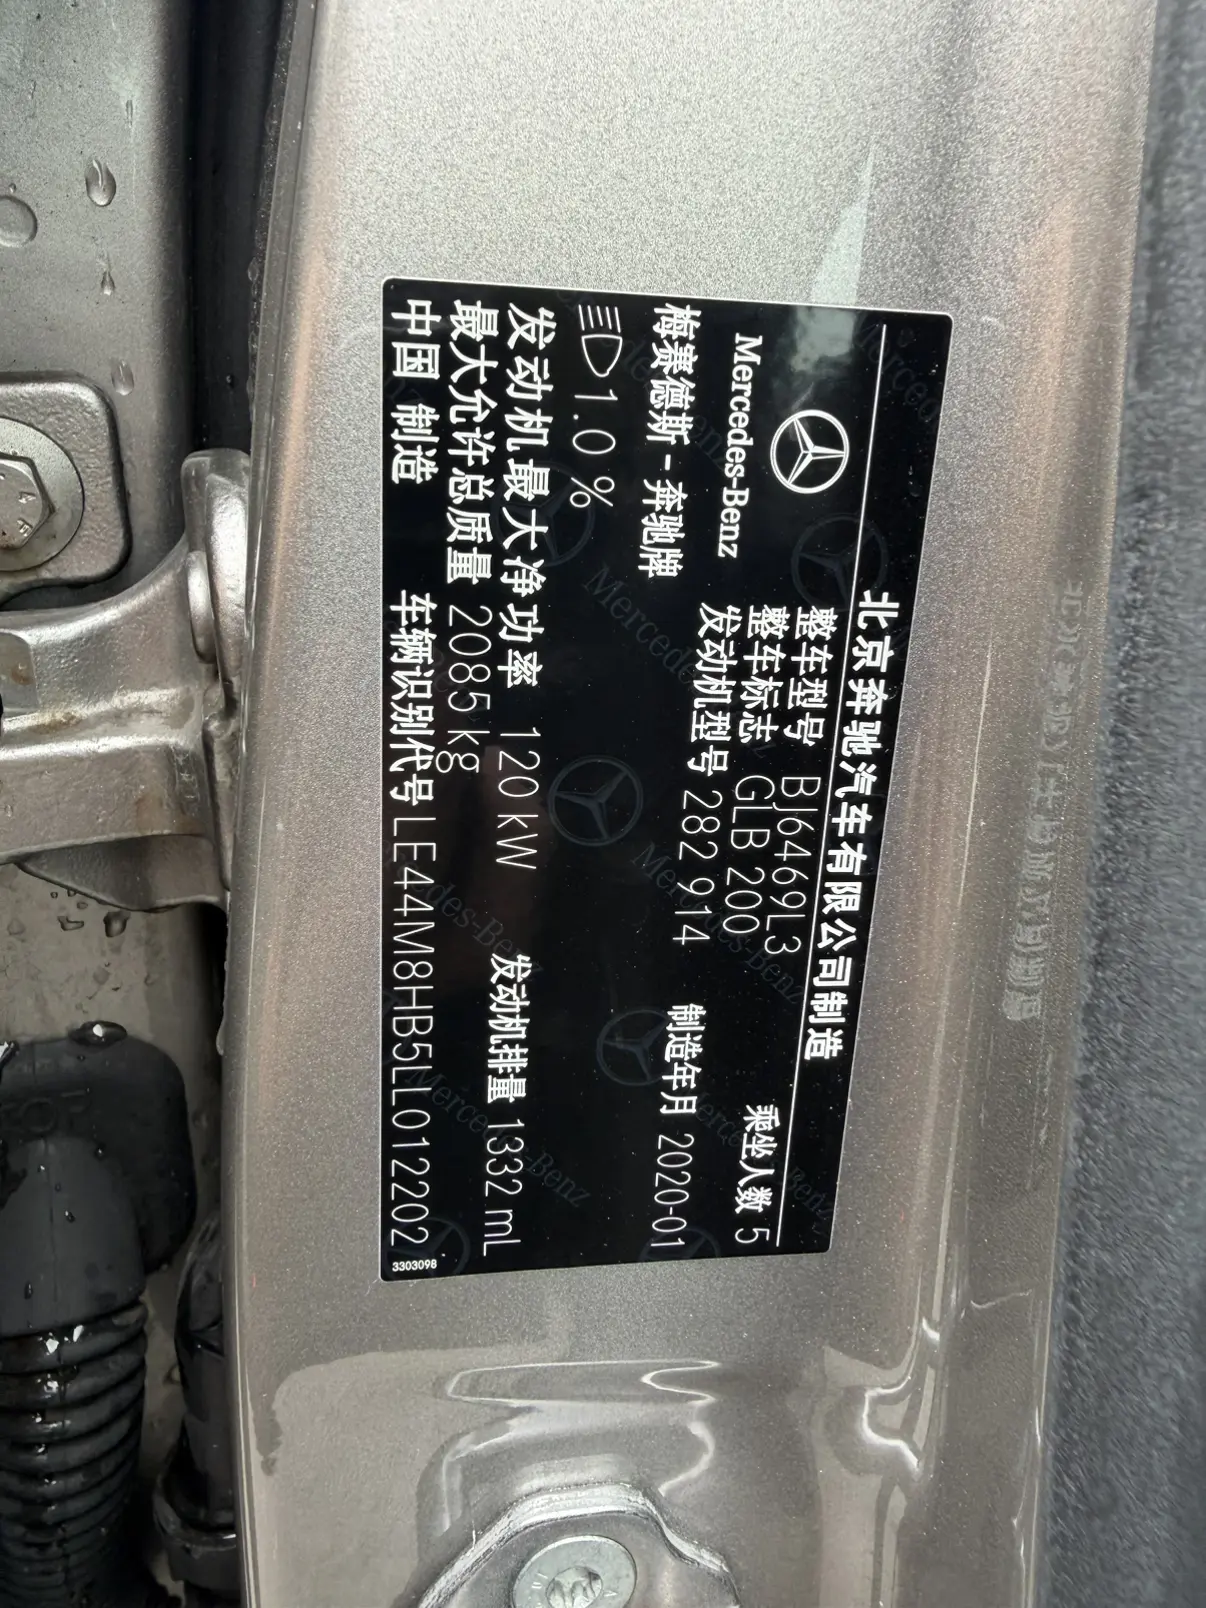 北京奔驰汽车有限公司制造
Mercedes-Benz
整车型号 BJ6469L3
乘坐人数 5
整车标志 GLB 200
梅赛德斯-奔驰牌
发动机型号 282 914
制造年月 2020-01
1.0%
发动机最大净功率 120 kW
发动机排量 1332 mL
最大允许总质量 2085 kg
中国 制造
车辆识别代号 LE44M8HB5LL012202
3303098